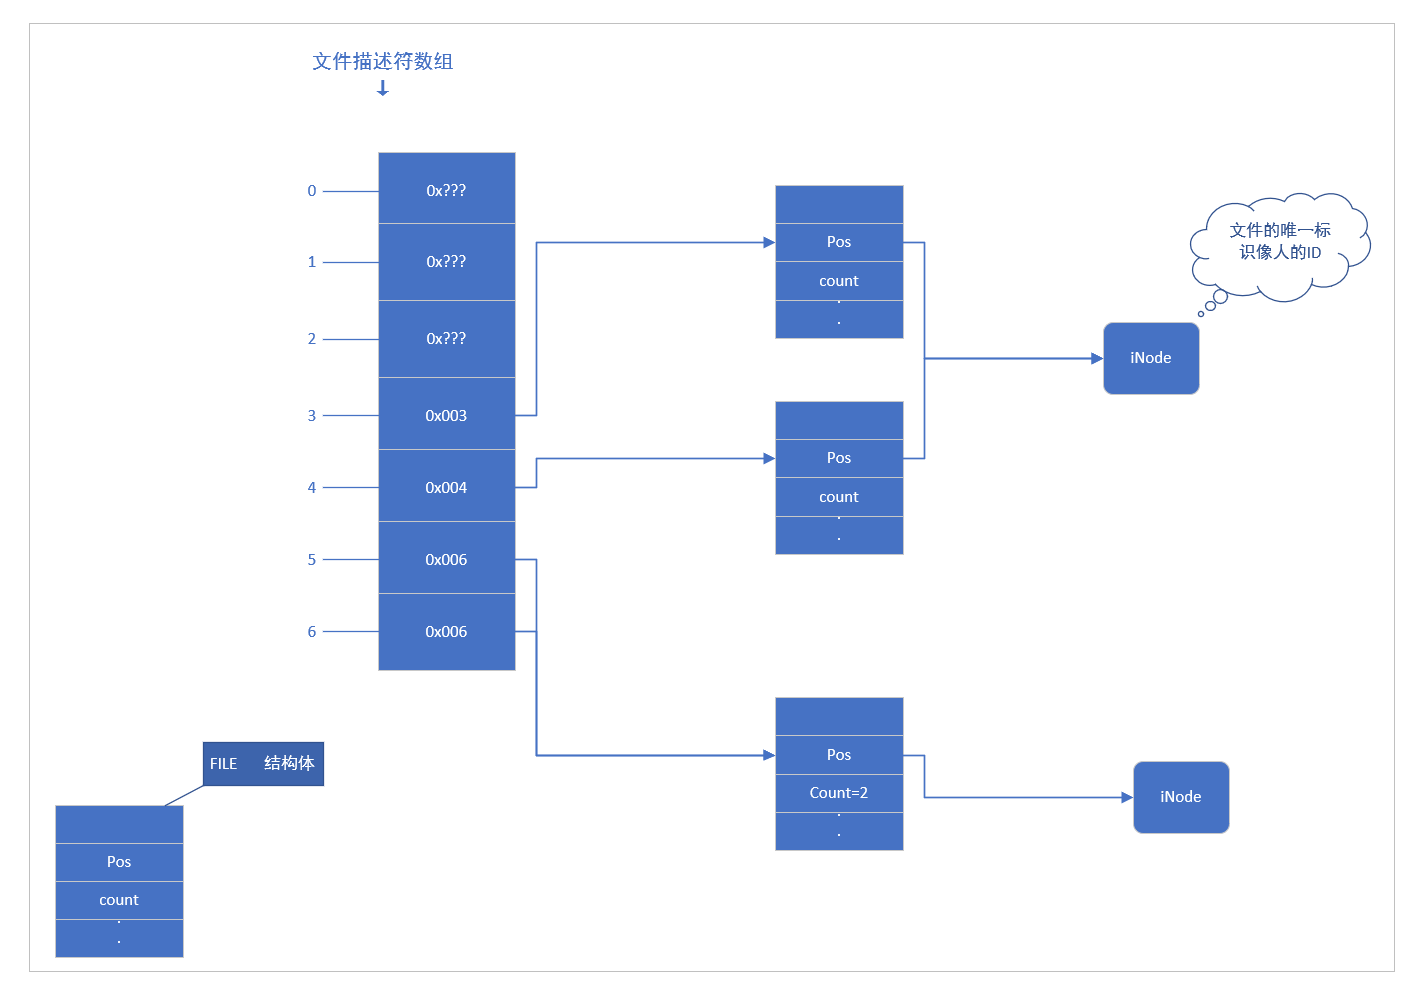 文件描述符数组
0
0x???
1
0x???
2
0x???
3
0x003
4
0x004
5
0x006
6
0x006
Pos
count
.
.
Pos
count
.
.
Pos
Count=2
.
.
文件的唯一标
识像人的ID
iNode
iNode
FILE 结构体
Pos
count
.
.